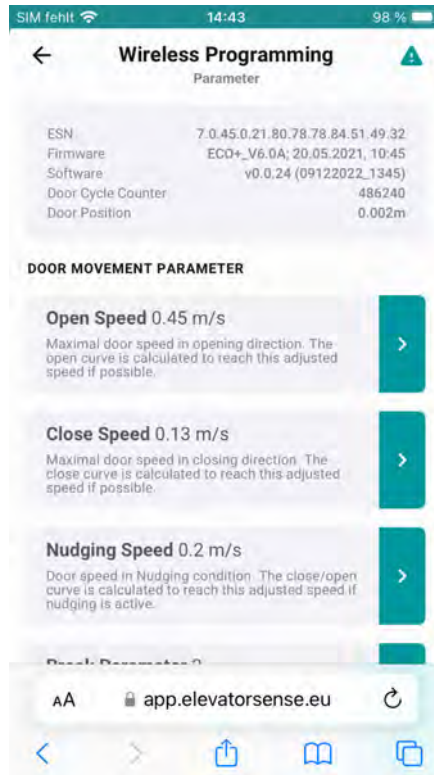 SIM fehlt 14:43 98 %
Wireless Programming
Parameter
ESN 7.0.45.0.21.80.78.78.84.51.49.32
Firmware ECO+_V6.0A; 20.05.2021, 10:45
Software v0.0.24 (09122022_1345)
Door Cycle Counter 486240
Door Position 0.002m
DOOR MOVEMENT PARAMETER
Open Speed 0.45 m/s
Maximal door speed in opening direction. The
open curve is calculated to reach this adjusted
speed if possible.
Close Speed 0.13 m/s
Maximal door speed in closing direction. The
close curve is calculated to reach this adjusted
speed if possible.
Nudging Speed 0.2 m/s
Door speed in Nudging condition. The close/open
curve is calculated to reach this adjusted speed if
nudging is active.
AA app.elevatorsense.eu